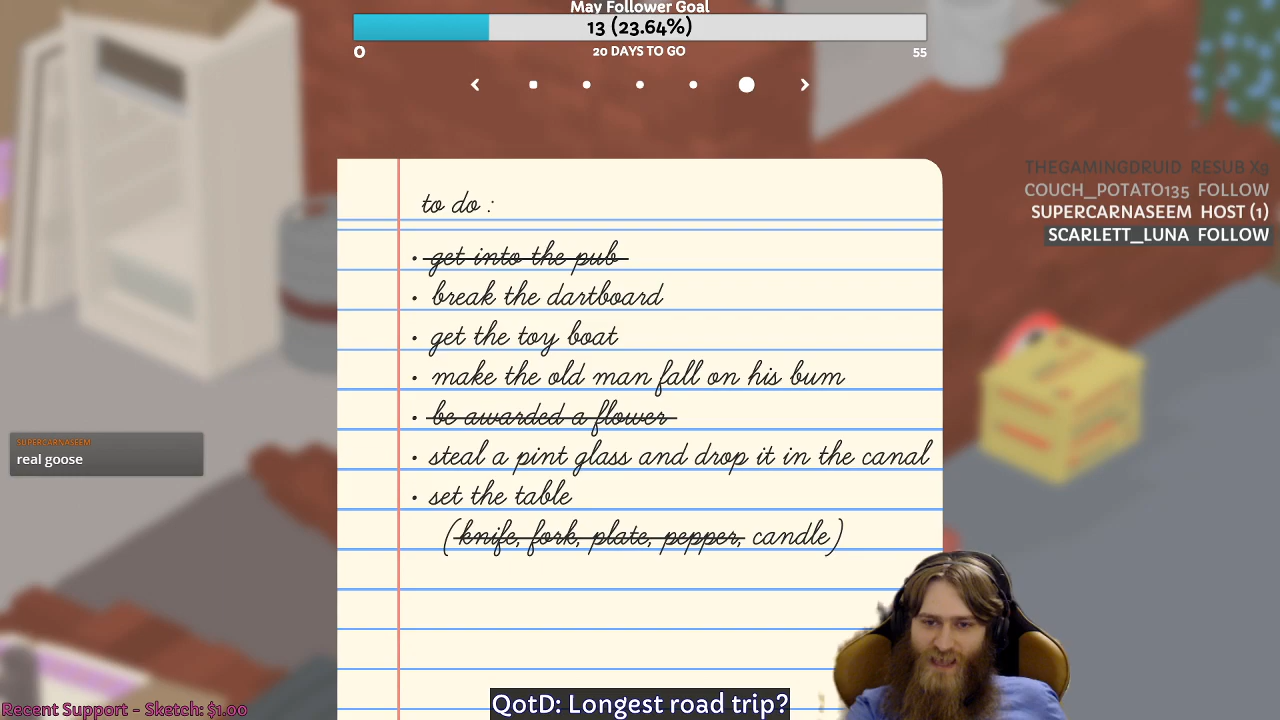 May Follower Goal
13 (23.64%)
0 20 DAYS TO GO 55
THEGAMINGDRUID RESUB X9
COUCH_POTATO135 FOLLOW
SUPERCARNASEEM HOST (1)
SCARLETT_LUNA FOLLOW
to do :
• get into the pub
• break the dartboard
• get the toy boat
• make the old man fall on his bum
• be awarded a flower
• steal a pint glass and drop it in the canal
• set the table
(knife, fork, plate, pepper, candle)
SUPERCARNASEEM
real goose
Recent Support - Sketch: $1.00
QotD: Longest road trip?